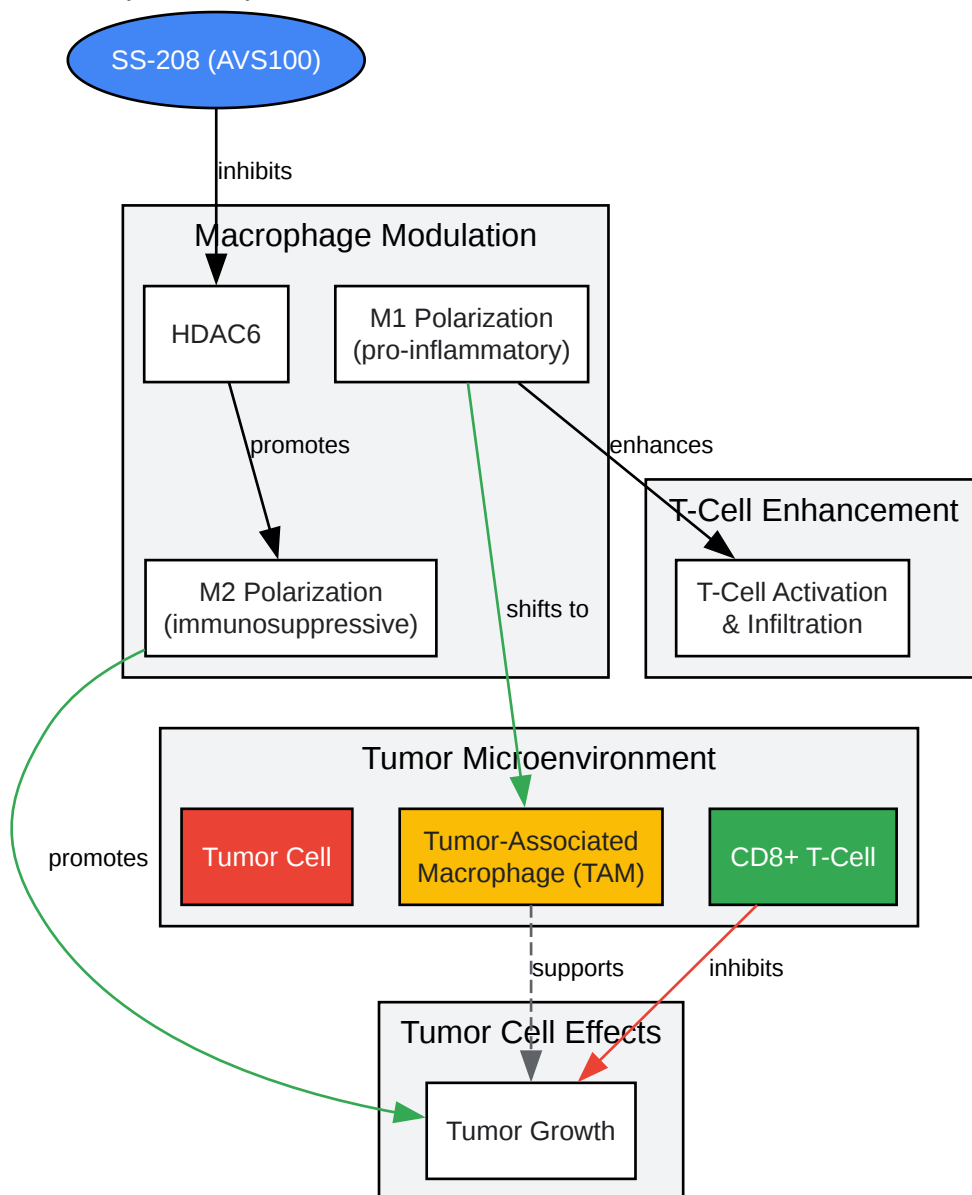 SS-208 (AVS100)
inhibits
Macrophage Modulation
HDAC6
M1 Polarization
(pro-inflammatory)
promotes
enhances
T-Cell Enhancement
M2 Polarization
(immunosuppressive)
shifts to
T-Cell Activation
& Infiltration
Tumor Microenvironment
Tumor Cell
Tumor-Associated
Macrophage (TAM)
CD8+ T-Cell
promotes
supports
inhibits
Tumor Cell Effects
Tumor Growth